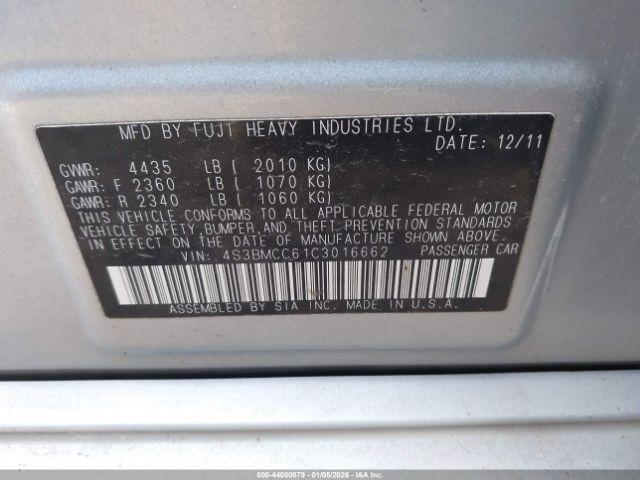 MFD BY FUJI HEAVY INDUSTRIES LTD.
DATE: 12/11
GVWR: 4435 LB ( 2010 KG)
GAWR: F 2360 LB ( 1070 KG)
GAWR: R 2340 LB ( 1060 KG)
THIS VEHICLE CONFORMS TO ALL APPLICABLE FEDERAL MOTOR
VEHICLE SAFETY, BUMPER, AND THEFT PREVENTION STANDARDS
IN EFFECT ON THE DATE OF MANUFACTURE SHOWN ABOVE.
VIN: 4S3BMCC61C3016662 PASSENGER CAR
ASSEMBLED BY SIA INC. MADE IN U.S.A.
000-44080879 | 01/05/2026 | IAA Inc.